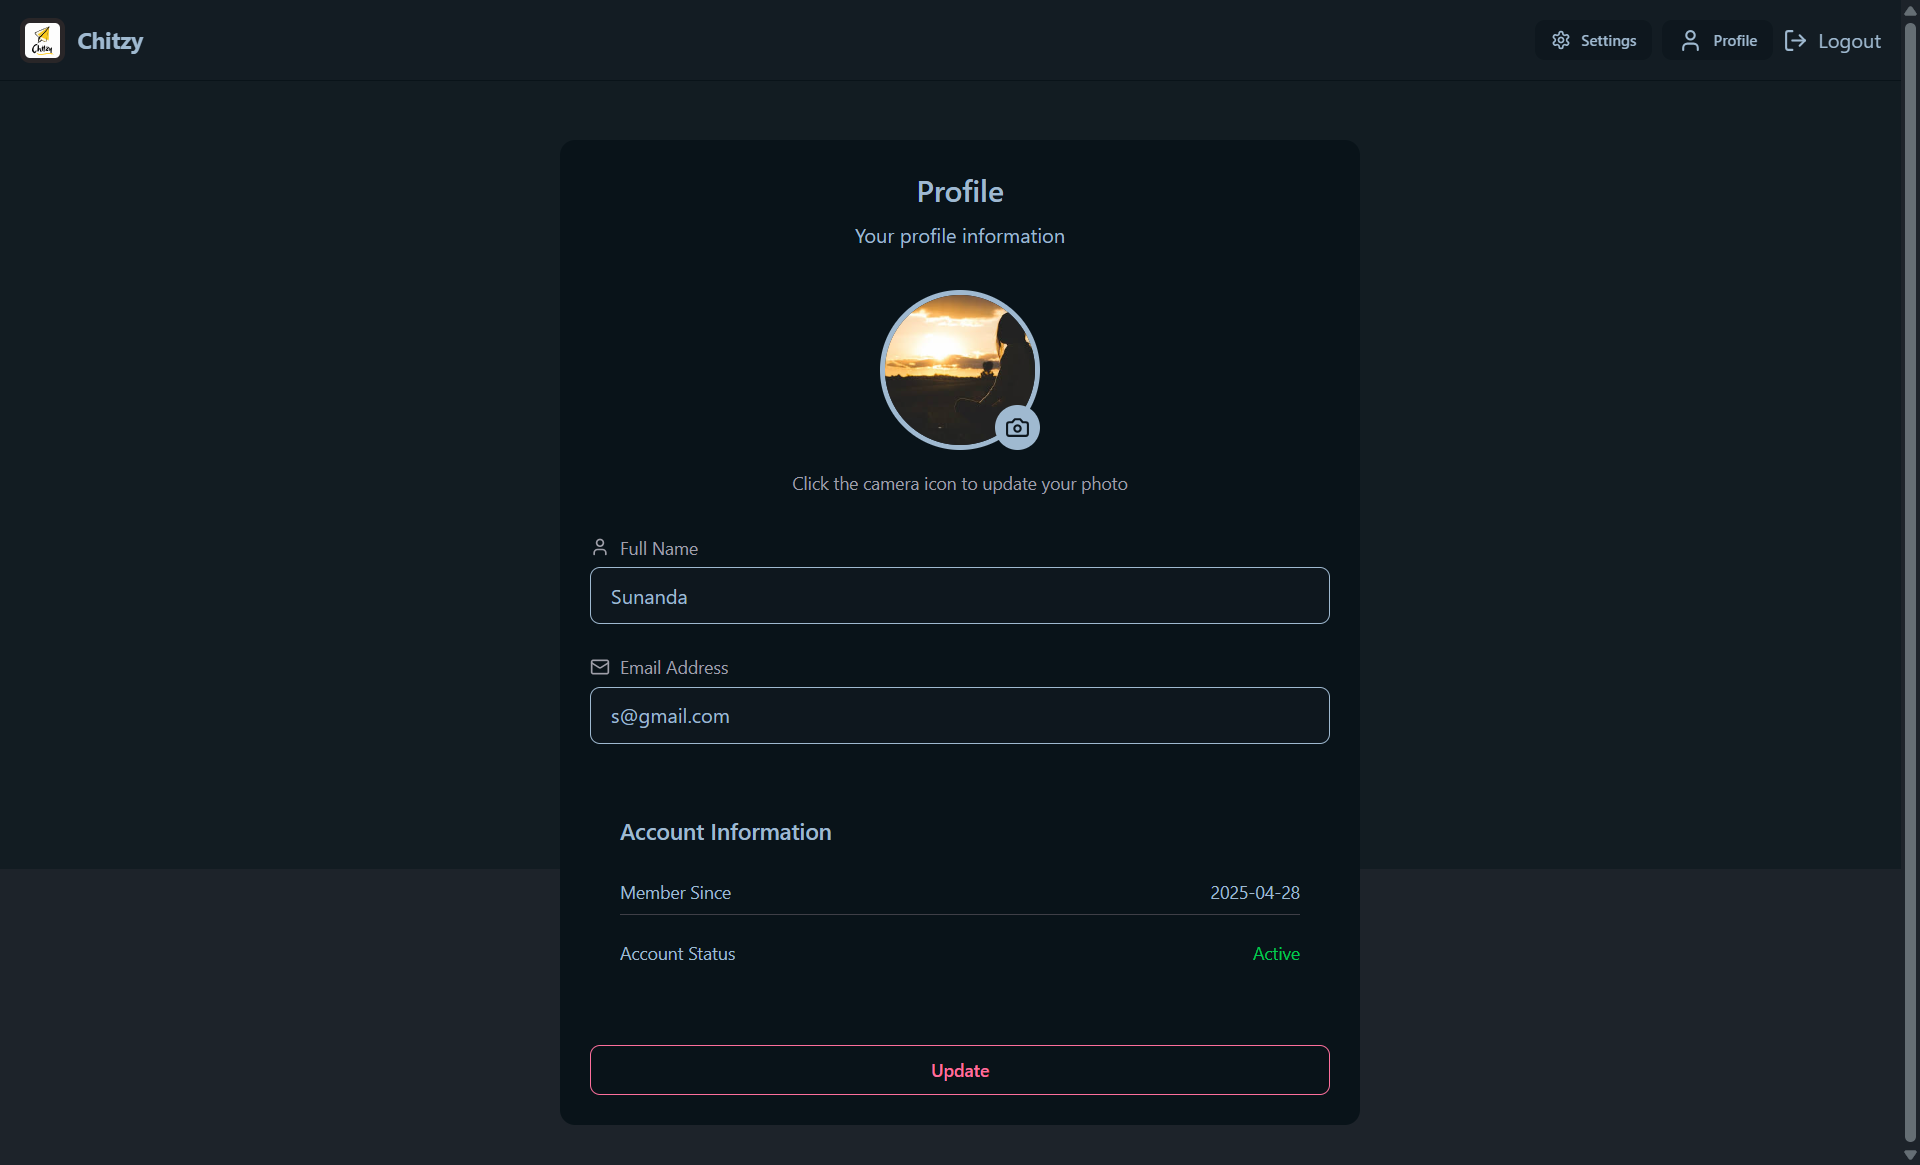 Chitzy
Chitzy
Settings
Profile
Logout
Profile
Your profile information
Click the camera icon to update your photo
Full Name
Sunanda
Email Address
s@gmail.com
Account Information
Member Since 2025-04-28
Account Status Active
Update